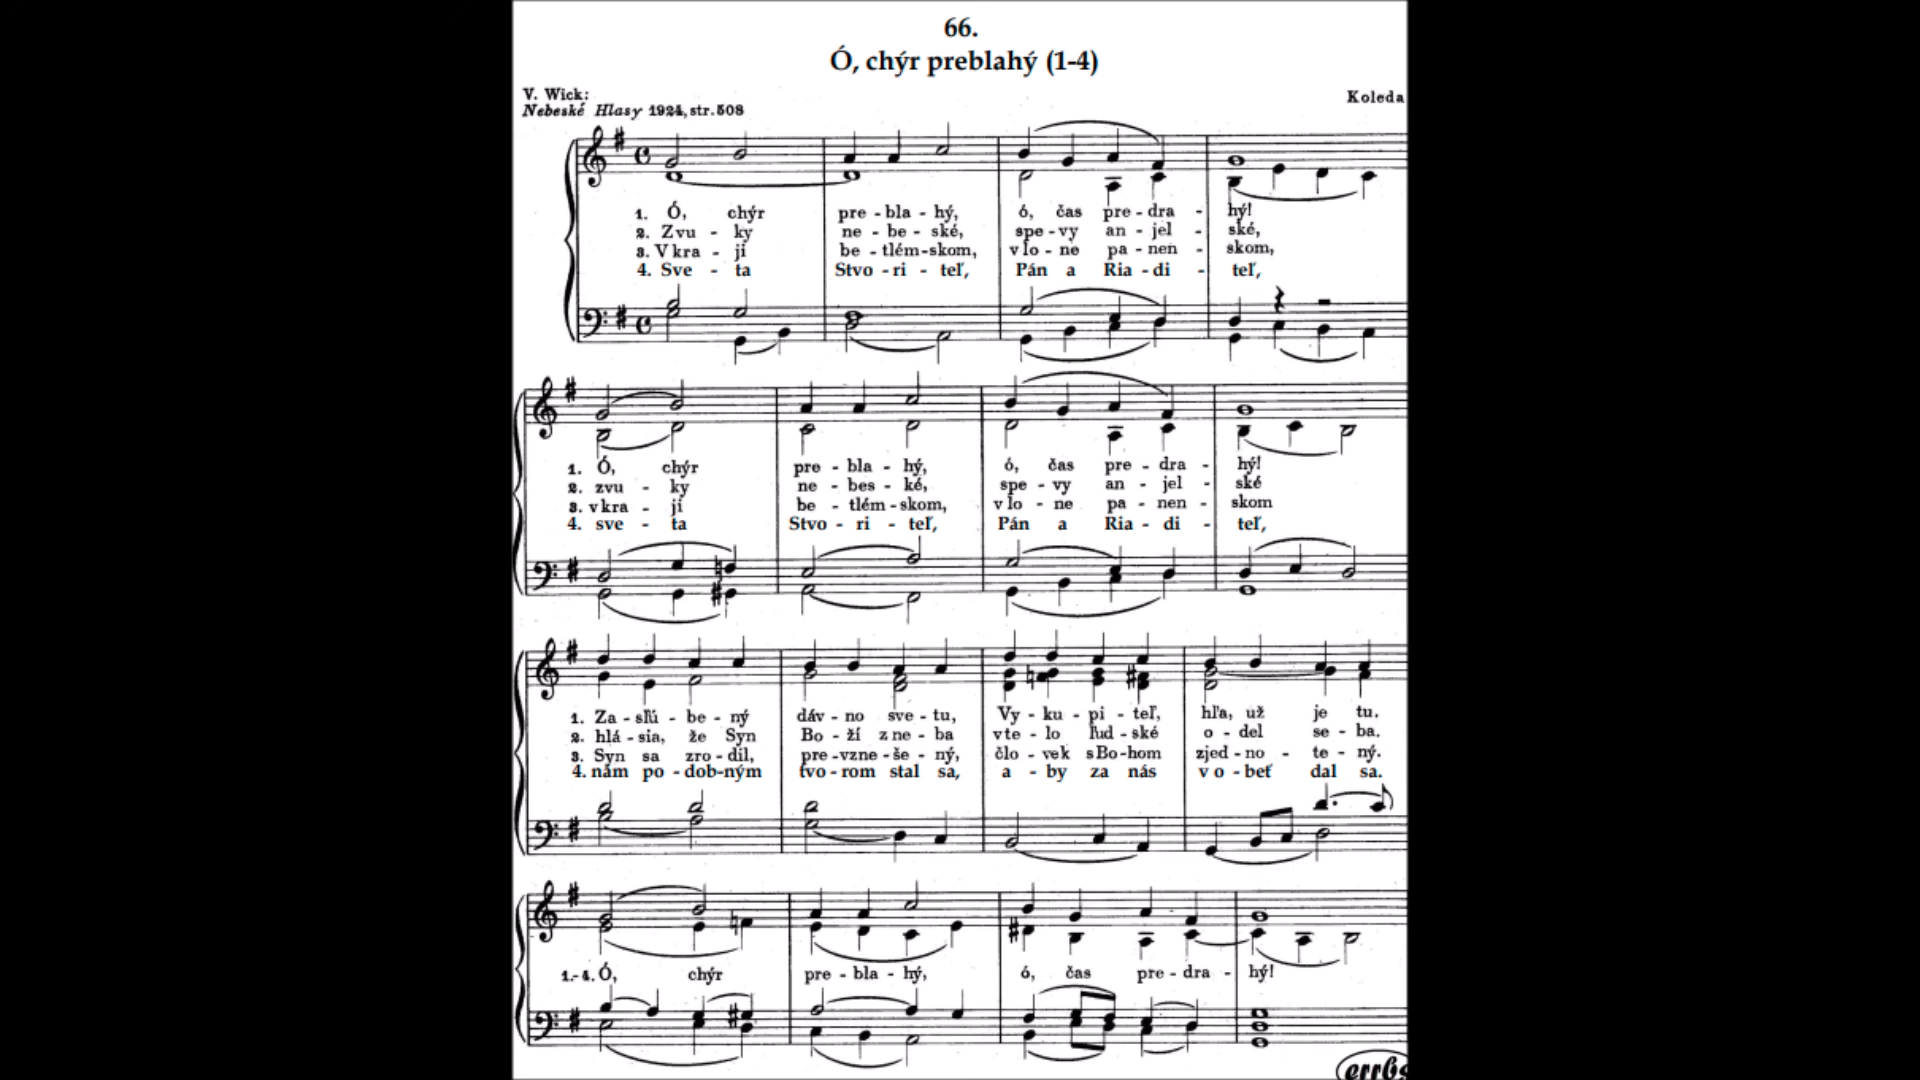 66.
Ó, chýr preblahý (1-4)
V. Wick:
Nebeské Hlasy 1924, str. 508
Koleda
1. Ó, chýr pre - bla - hý, ó, čas pre - dra - hý!
2. Zvu - ky ne - be - ské, spe - vy an - jel - ské,
3. V kra - ji be - tlém - skom, v lo - ne pa - nen - skom,
4. Sve - ta Stvo - ri - teľ, Pán a Ria - di - teľ,
1. Ó, chýr pre - bla - hý, ó, čas pre - dra - hý!
2. zvu - ky ne - bes - ké, spe - vy an - jel - ské
3. v kra - ji be - tlém - skom, v lo - ne pa - nen - skom
4. sve - ta Stvo - ri - teľ, Pán a Ria - di - teľ,
1. Za - sľú - be - ný dáv - no sve - tu, Vy - ku - pi - teľ, hľa, už je tu.
2. hlá - sia, že Syn Bo - ží z ne - ba v te - lo ľud - ské o - del se - ba.
3. Syn sa zro - dil, pre - vzne - še - ný, člo - vek s Bo - hom zjed - no - te - ný.
4. nám po - dob - ným tvo - rom stal sa, a - by za nás v o - beť dal sa.
1.-4. Ó, chýr pre - bla - hý, ó, čas pre - dra - hý!
errbs